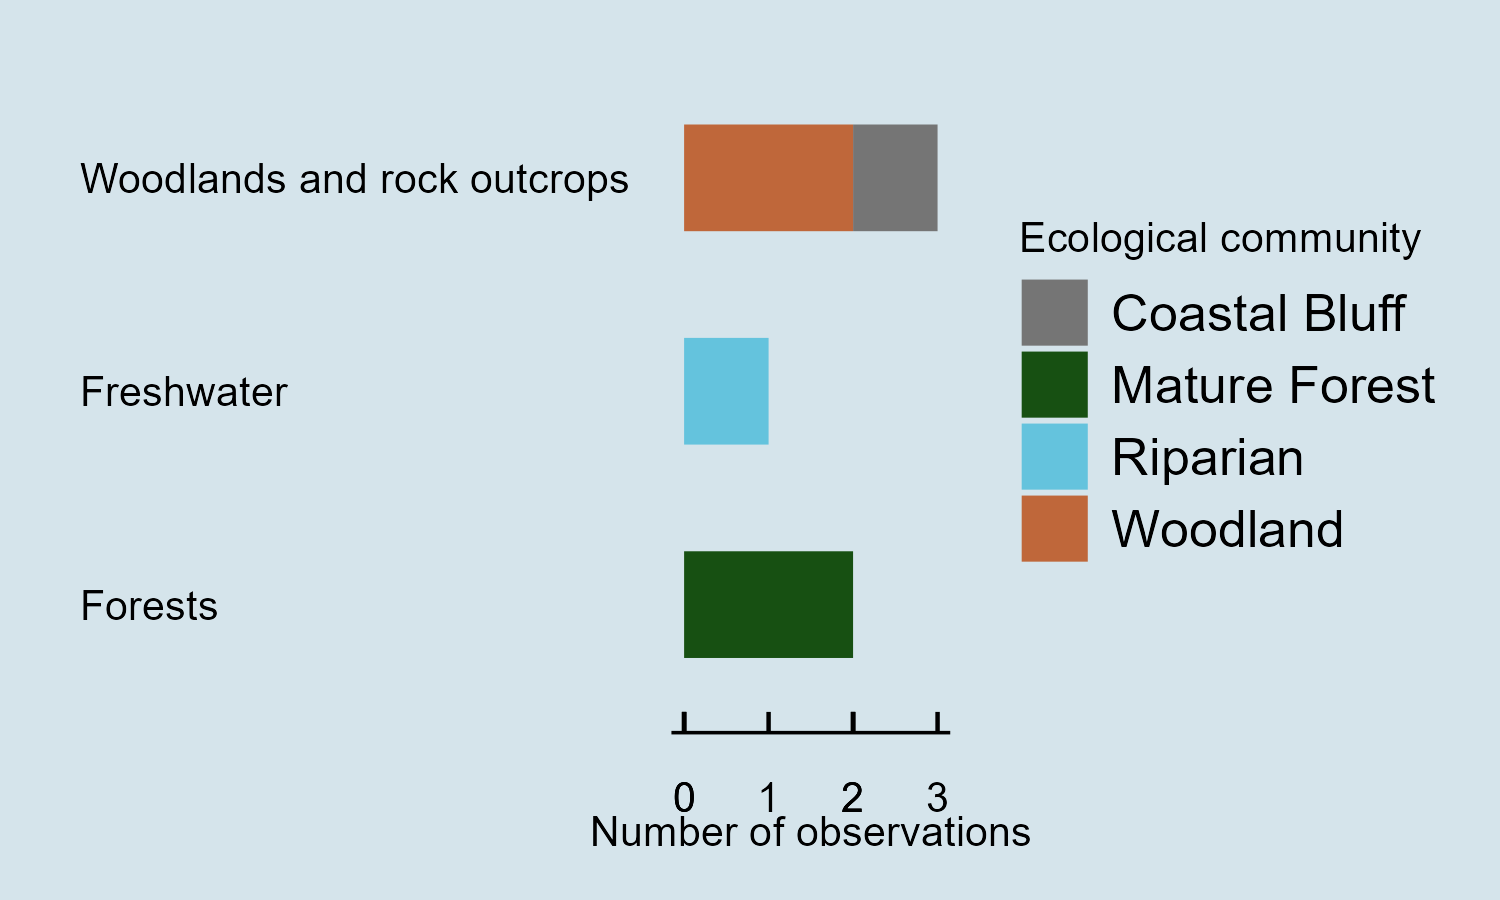 Woodlands and rock outcrops
Freshwater
Forests
0 1 2 3
Number of observations
Ecological community
Coastal Bluff
Mature Forest
Riparian
Woodland